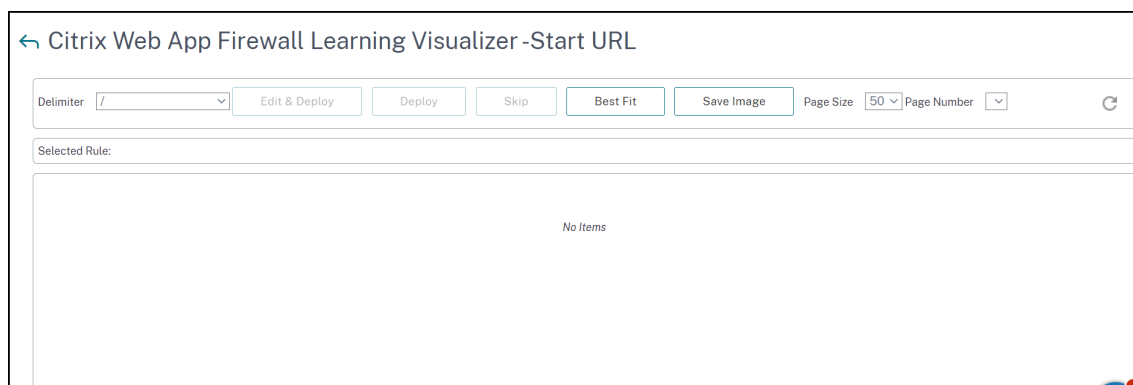 Citrix Web App Firewall Learning Visualizer -Start URL
Delimiter / Edit & Deploy Deploy Skip Best Fit Save Image Page Size 50 Page Number
Selected Rule:
No Items